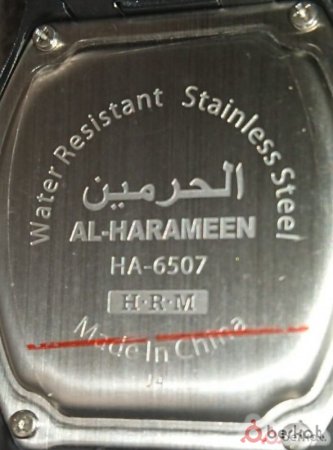 Water Resistant Stainless Steel
الحرمين
AL-HARAMEEN
HA-6507
H·R·M
Made In China